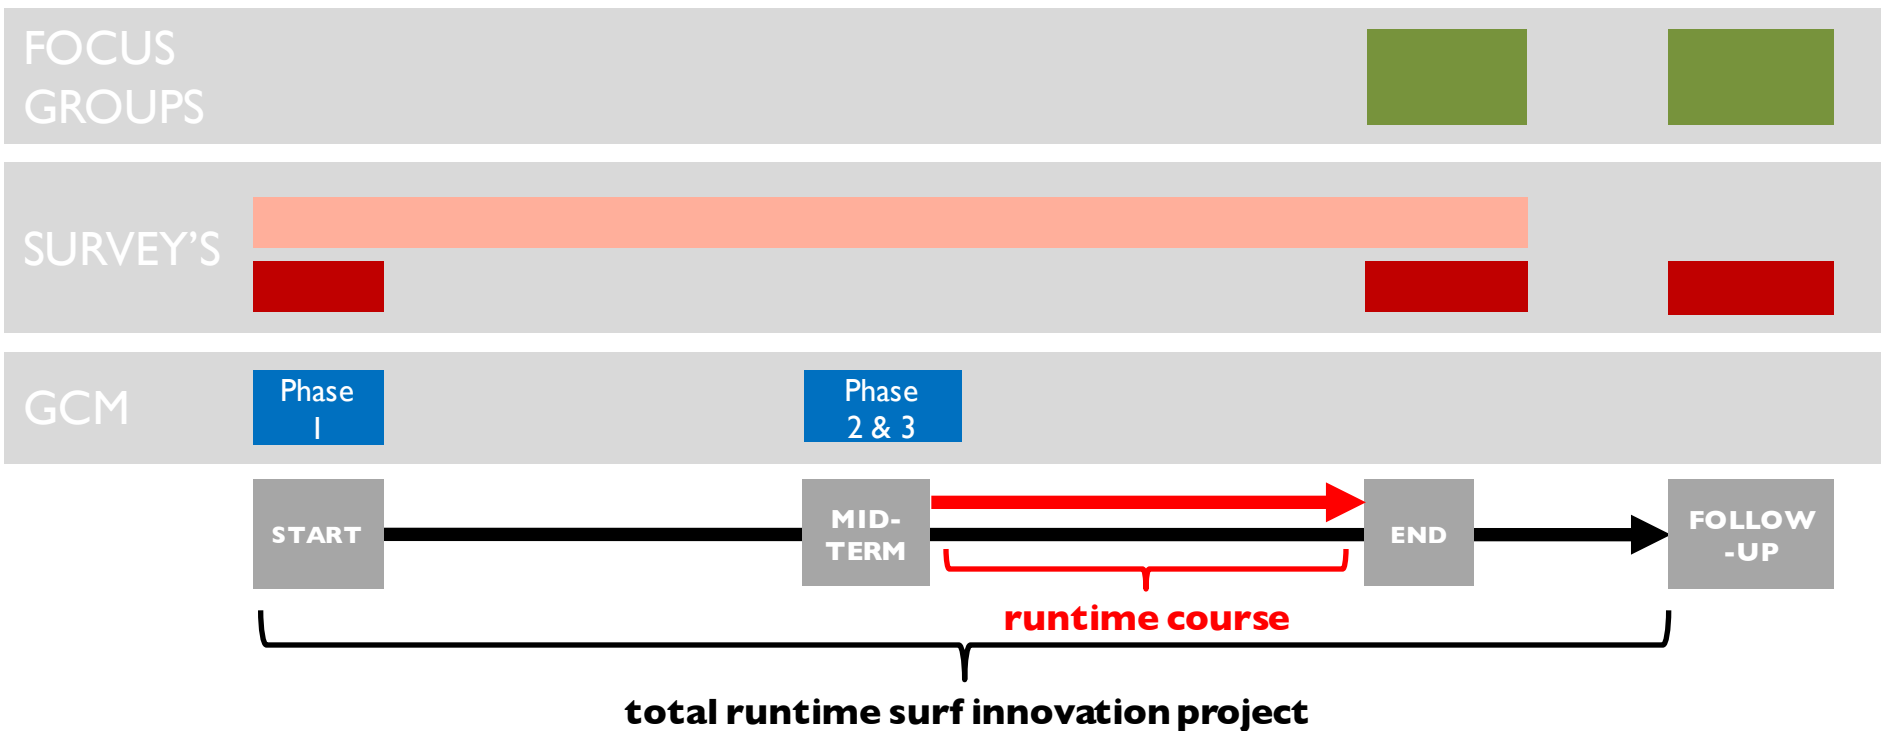 FOCUS
GROUPS
SURVEY'S
GCM
Phase
1
Phase
2 & 3
START
MID-
TERM
END
FOLLOW
-UP
runtime course
total runtime surf innovation project